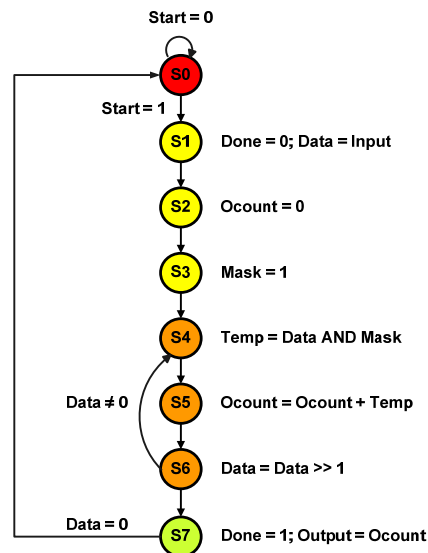 Start = 0
S0
Start = 1
S1 Done = 0; Data = Input
S2 Ocount = 0
S3 Mask = 1
S4 Temp = Data AND Mask
Data ≠ 0
S5 Ocount = Ocount + Temp
S6 Data = Data >> 1
Data = 0
S7 Done = 1; Output = Ocount